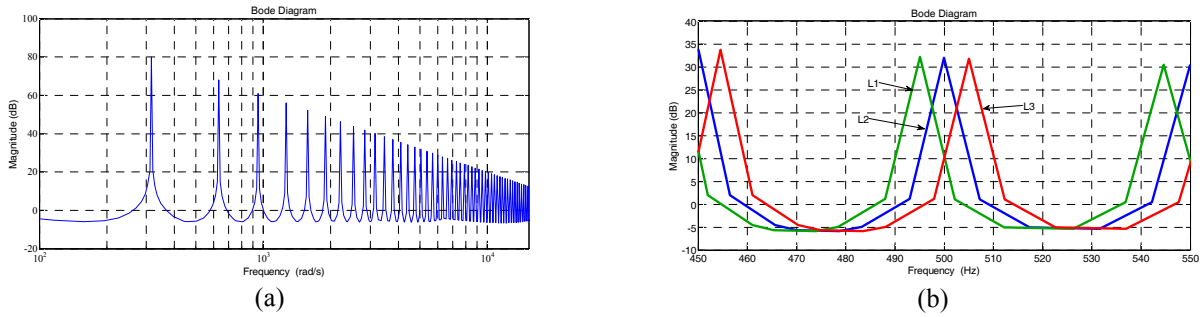 Bode Diagram
Magnitude (dB)
100
80
60
40
20
0
-20
10^2
10^3
10^4
Frequency (rad/s)
(a)
Bode Diagram
Magnitude (dB)
40
35
30
25
20
15
10
5
0
-5
-10
L1
L2
L3
450
460
470
480
490
500
510
520
530
540
550
Frequency (Hz)
(b)